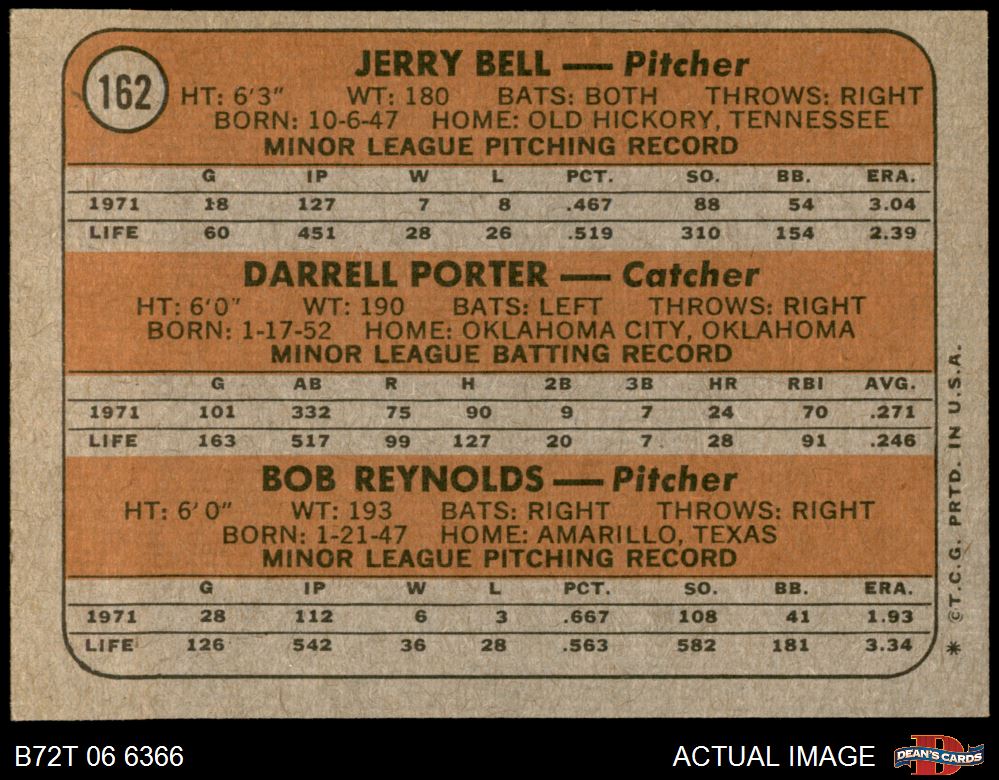 162
JERRY BELL — Pitcher
HT: 6'3" WT: 180 BATS: BOTH THROWS: RIGHT
BORN: 10-6-47 HOME: OLD HICKORY, TENNESSEE
MINOR LEAGUE PITCHING RECORD
G IP W L PCT. SO. BB. ERA.
1971 18 127 7 8 .467 88 54 3.04
LIFE 60 451 28 26 .519 310 154 2.39
DARRELL PORTER — Catcher
HT: 6'0" WT: 190 BATS: LEFT THROWS: RIGHT
BORN: 1-17-52 HOME: OKLAHOMA CITY, OKLAHOMA
MINOR LEAGUE BATTING RECORD
G AB R H 2B 3B HR RBI AVG.
1971 101 332 75 90 9 7 24 70 .271
LIFE 163 517 99 127 20 7 28 91 .246
BOB REYNOLDS — Pitcher
HT: 6'0" WT: 193 BATS: RIGHT THROWS: RIGHT
BORN: 1-21-47 HOME: AMARILLO, TEXAS
MINOR LEAGUE PITCHING RECORD
G IP W L PCT. SO. BB. ERA.
1971 28 112 6 3 .667 108 41 1.93
LIFE 126 542 36 28 .563 582 181 3.34
* ©T.C.G. PRTD. IN U.S.A.
B72T 06 6366 ACTUAL IMAGE
DEAN'S CARDS